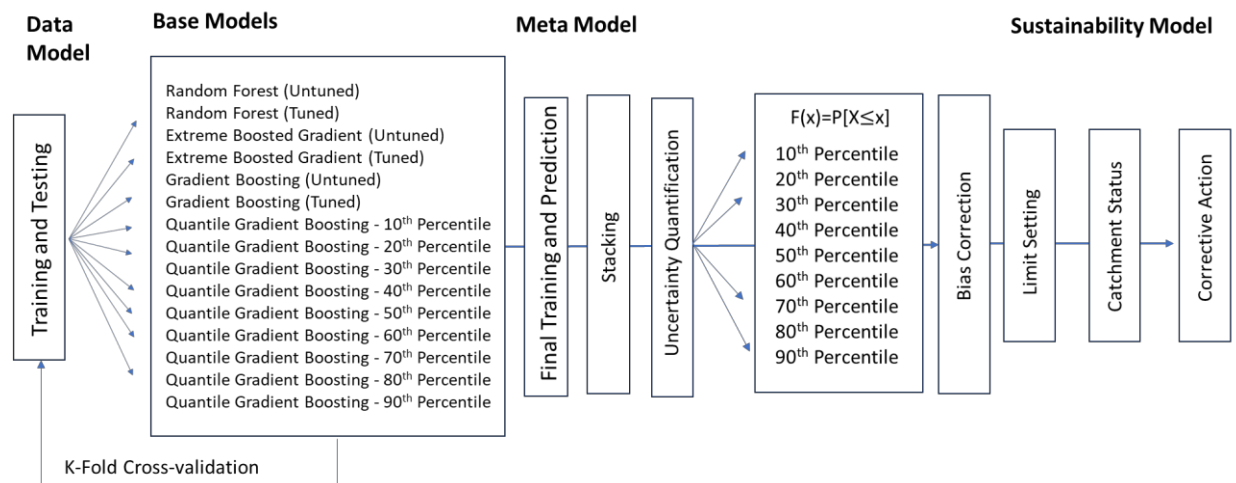 Data
Model
Base Models
Meta Model
Sustainability Model
Training and Testing
Random Forest (Untuned)
Random Forest (Tuned)
Extreme Boosted Gradient (Untuned)
Extreme Boosted Gradient (Tuned)
Gradient Boosting (Untuned)
Gradient Boosting (Tuned)
Quantile Gradient Boosting - 10th Percentile
Quantile Gradient Boosting - 20th Percentile
Quantile Gradient Boosting - 30th Percentile
Quantile Gradient Boosting - 40th Percentile
Quantile Gradient Boosting - 50th Percentile
Quantile Gradient Boosting - 60th Percentile
Quantile Gradient Boosting - 70th Percentile
Quantile Gradient Boosting - 80th Percentile
Quantile Gradient Boosting - 90th Percentile
K-Fold Cross-validation
Final Training and Prediction
Stacking
Uncertainty Quantification
F(x)=P[X≤x]
10th Percentile
20th Percentile
30th Percentile
40th Percentile
50th Percentile
60th Percentile
70th Percentile
80th Percentile
90th Percentile
Bias Correction
Limit Setting
Catchment Status
Corrective Action